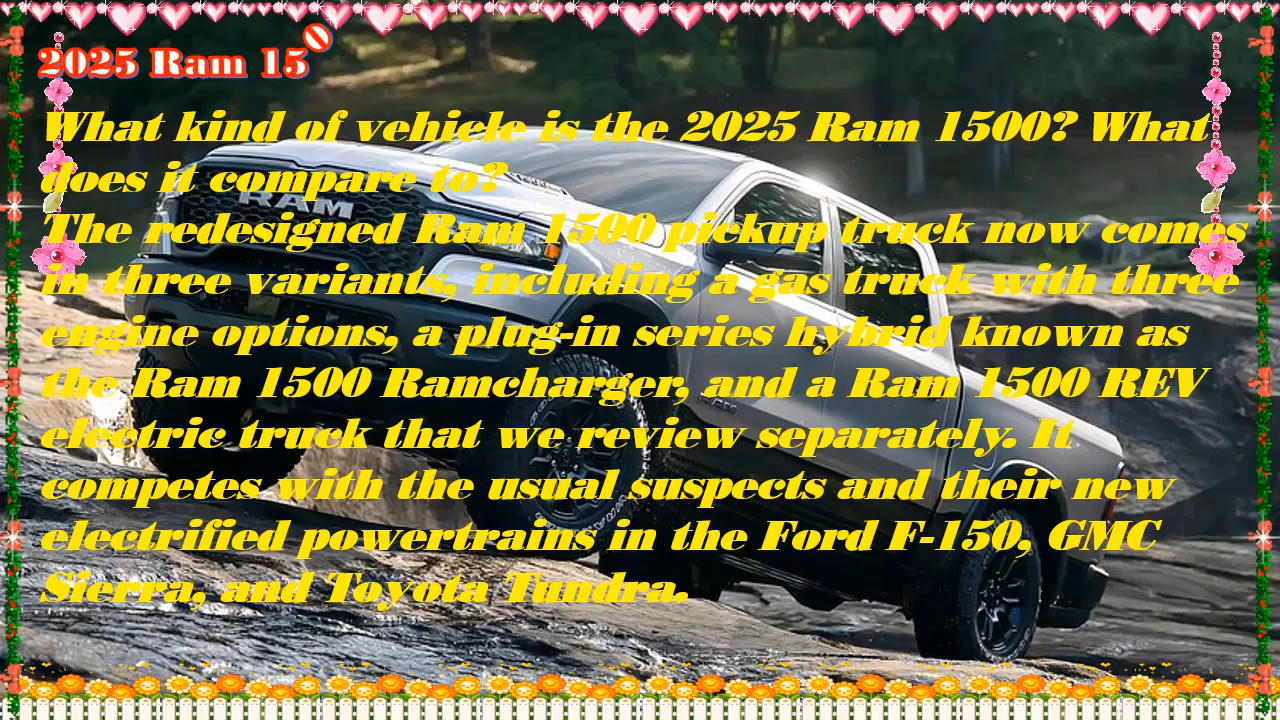 2025 Ram 15
What kind of vehicle is the 2025 Ram 1500? What
does it compare to?
The redesigned Ram 1500 pickup truck now comes
in three variants, including a gas truck with three
engine options, a plug-in series hybrid known as
the Ram 1500 Ramcharger, and a Ram 1500 REV
electric truck that we review separately. It
competes with the usual suspects and their new
electrified powertrains in the Ford F-150, GMC
Sierra, and Toyota Tundra.
RAM